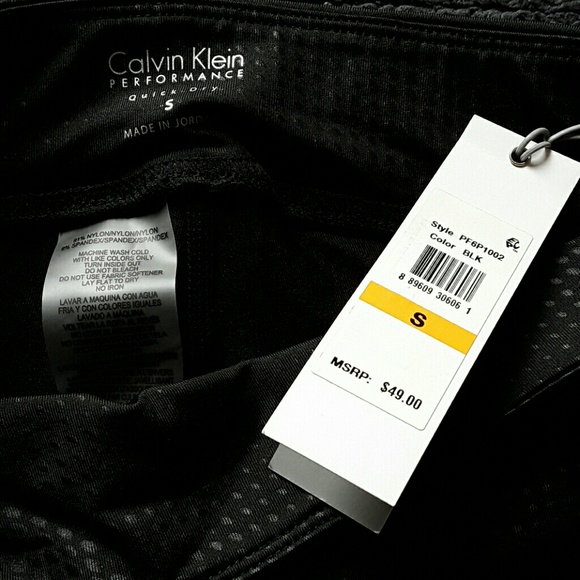 Calvin Klein
PERFORMANCE
Quick Dry
S
MADE IN JORD
NYLON/NYLON/NYLON
SPANDEX/SPANDEX/SPANDEX
MACHINE WASH COLD
WITH LIKE COLORS ONLY
TURN INSIDE OUT
DO NOT BLEACH
DO NOT USE FABRIC SOFTENER
LAY FLAT TO DRY
NO IRON
LAVAR A MAQUINA CON AGUA
FRIA Y CON COLORES IGUALES
LAVADO A MAQUINA
Style PF6P1002
Color BLK
8 89609 30606 1
S
MSRP: $49.00